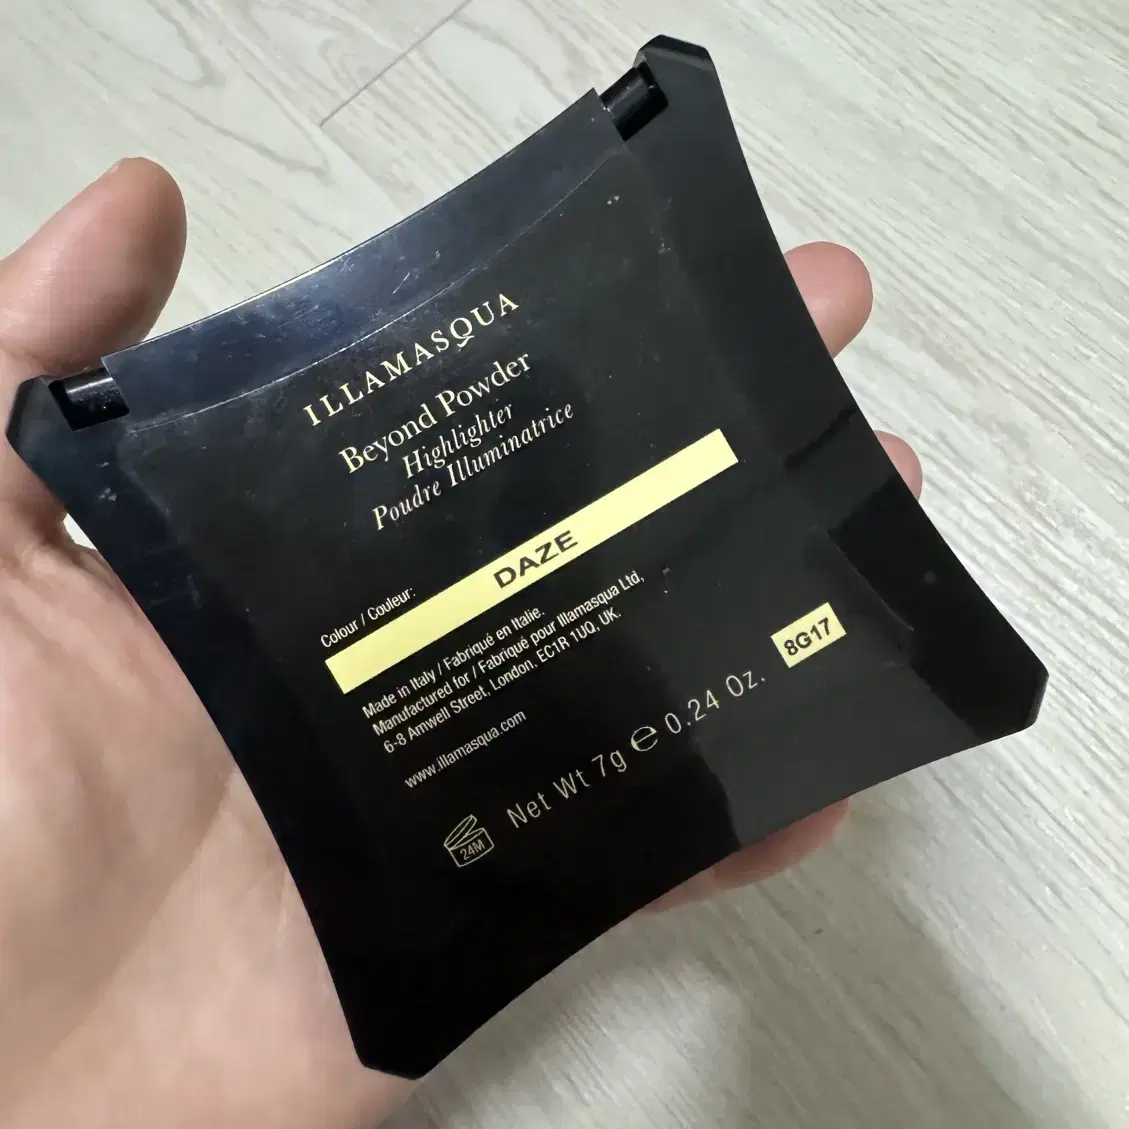 ILLAMASQUA
Beyond Powder
Highlighter
Poudre Illuminatrice
Colour / Couleur:
DAZE
Made in Italy / Fabriqué en Italie.
Manufactured for / Fabriqué pour Illamasqua Ltd,
6-8 Amwell Street, London, EC1R 1UQ, UK.
www.illamasqua.com
8G17
Net Wt 7g ℮ 0.24 Oz.
24M